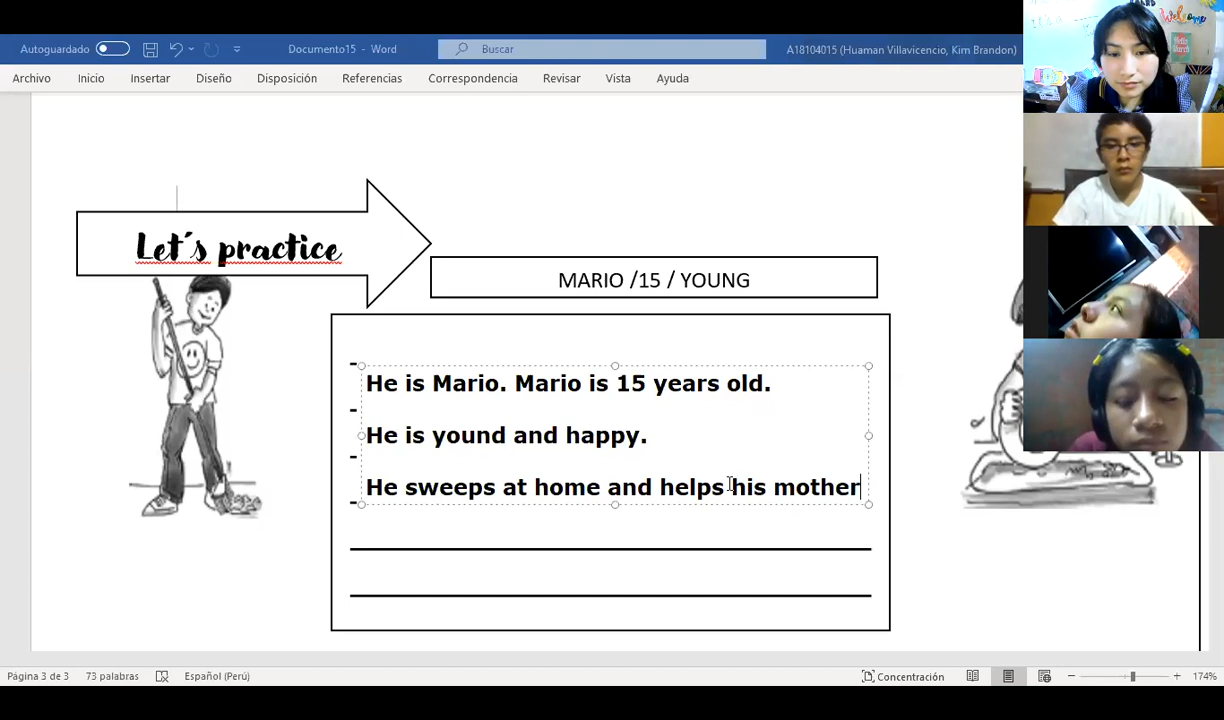 Autoguardado
Documento15 - Word
Buscar
A18104015 (Huaman Villavicencio, Kim Brandon)
Archivo Inicio Insertar Diseño Disposición Referencias Correspondencia Revisar Vista Ayuda
Let´s practice
MARIO /15 / YOUNG
He is Mario. Mario is 15 years old.
He is yound and happy.
He sweeps at home and helps his mother
Página 3 de 3 73 palabras Español (Perú) Concentración 174%
Welcome